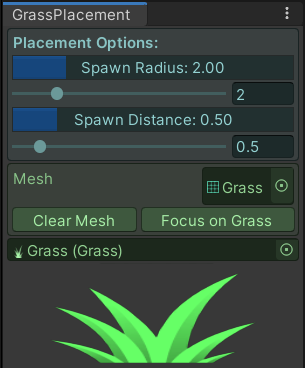 GrassPlacement
Placement Options:
Spawn Radius: 2.00
2
Spawn Distance: 0.50
0.5
Mesh
Grass
Clear Mesh
Focus on Grass
Grass (Grass)